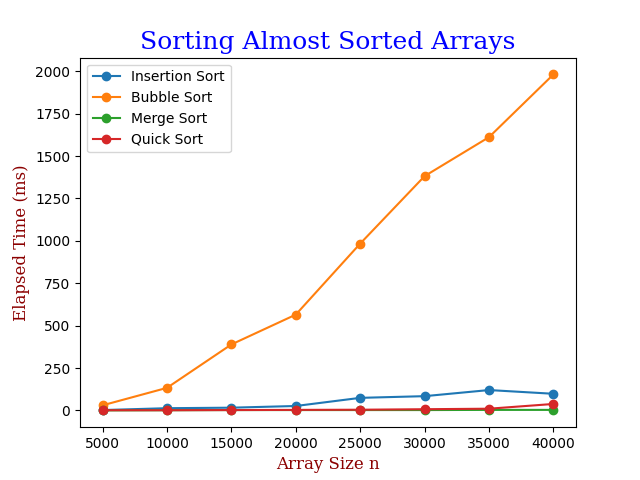 Sorting Almost Sorted Arrays
Insertion Sort
Bubble Sort
Merge Sort
Quick Sort
Elapsed Time (ms)
2000
1750
1500
1250
1000
750
500
250
0
5000 10000 15000 20000 25000 30000 35000 40000
Array Size n